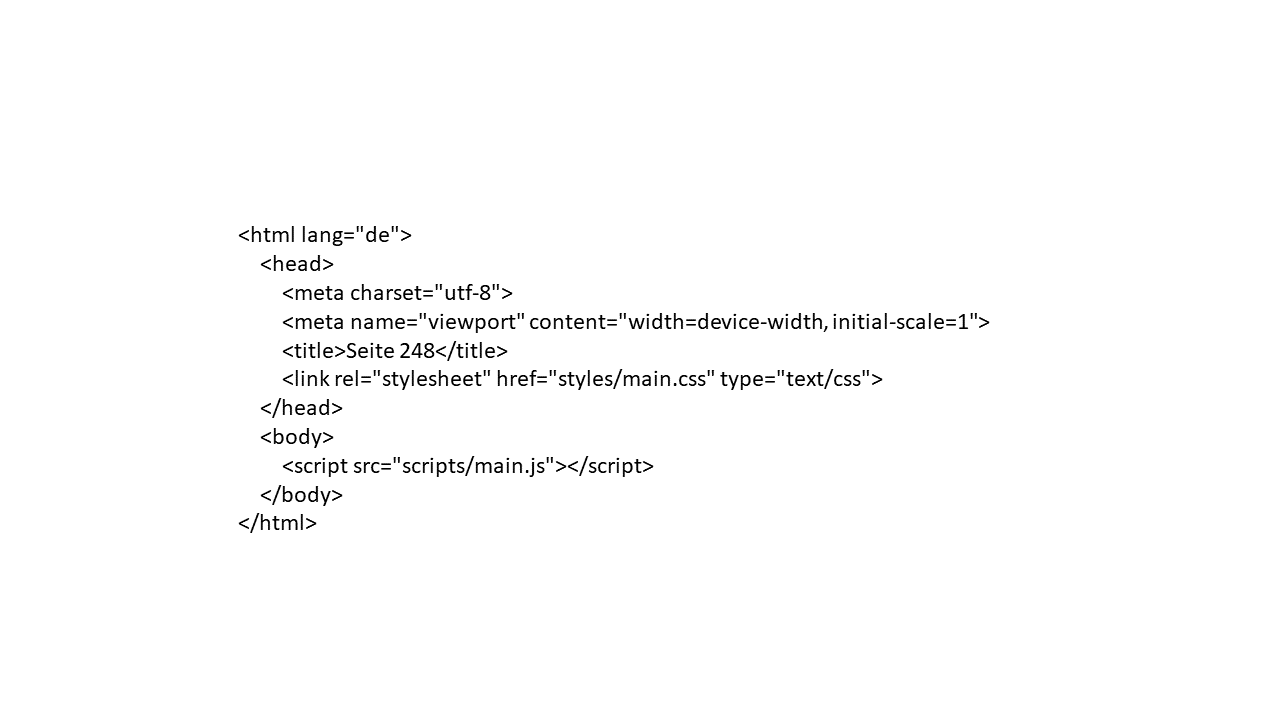 <html lang="de">
<head>
<meta charset="utf-8">
<meta name="viewport" content="width=device-width, initial-scale=1">
<title>Seite 248</title>
<link rel="stylesheet" href="styles/main.css" type="text/css">
</head>
<body>
<script src="scripts/main.js"></script>
</body>
</html>